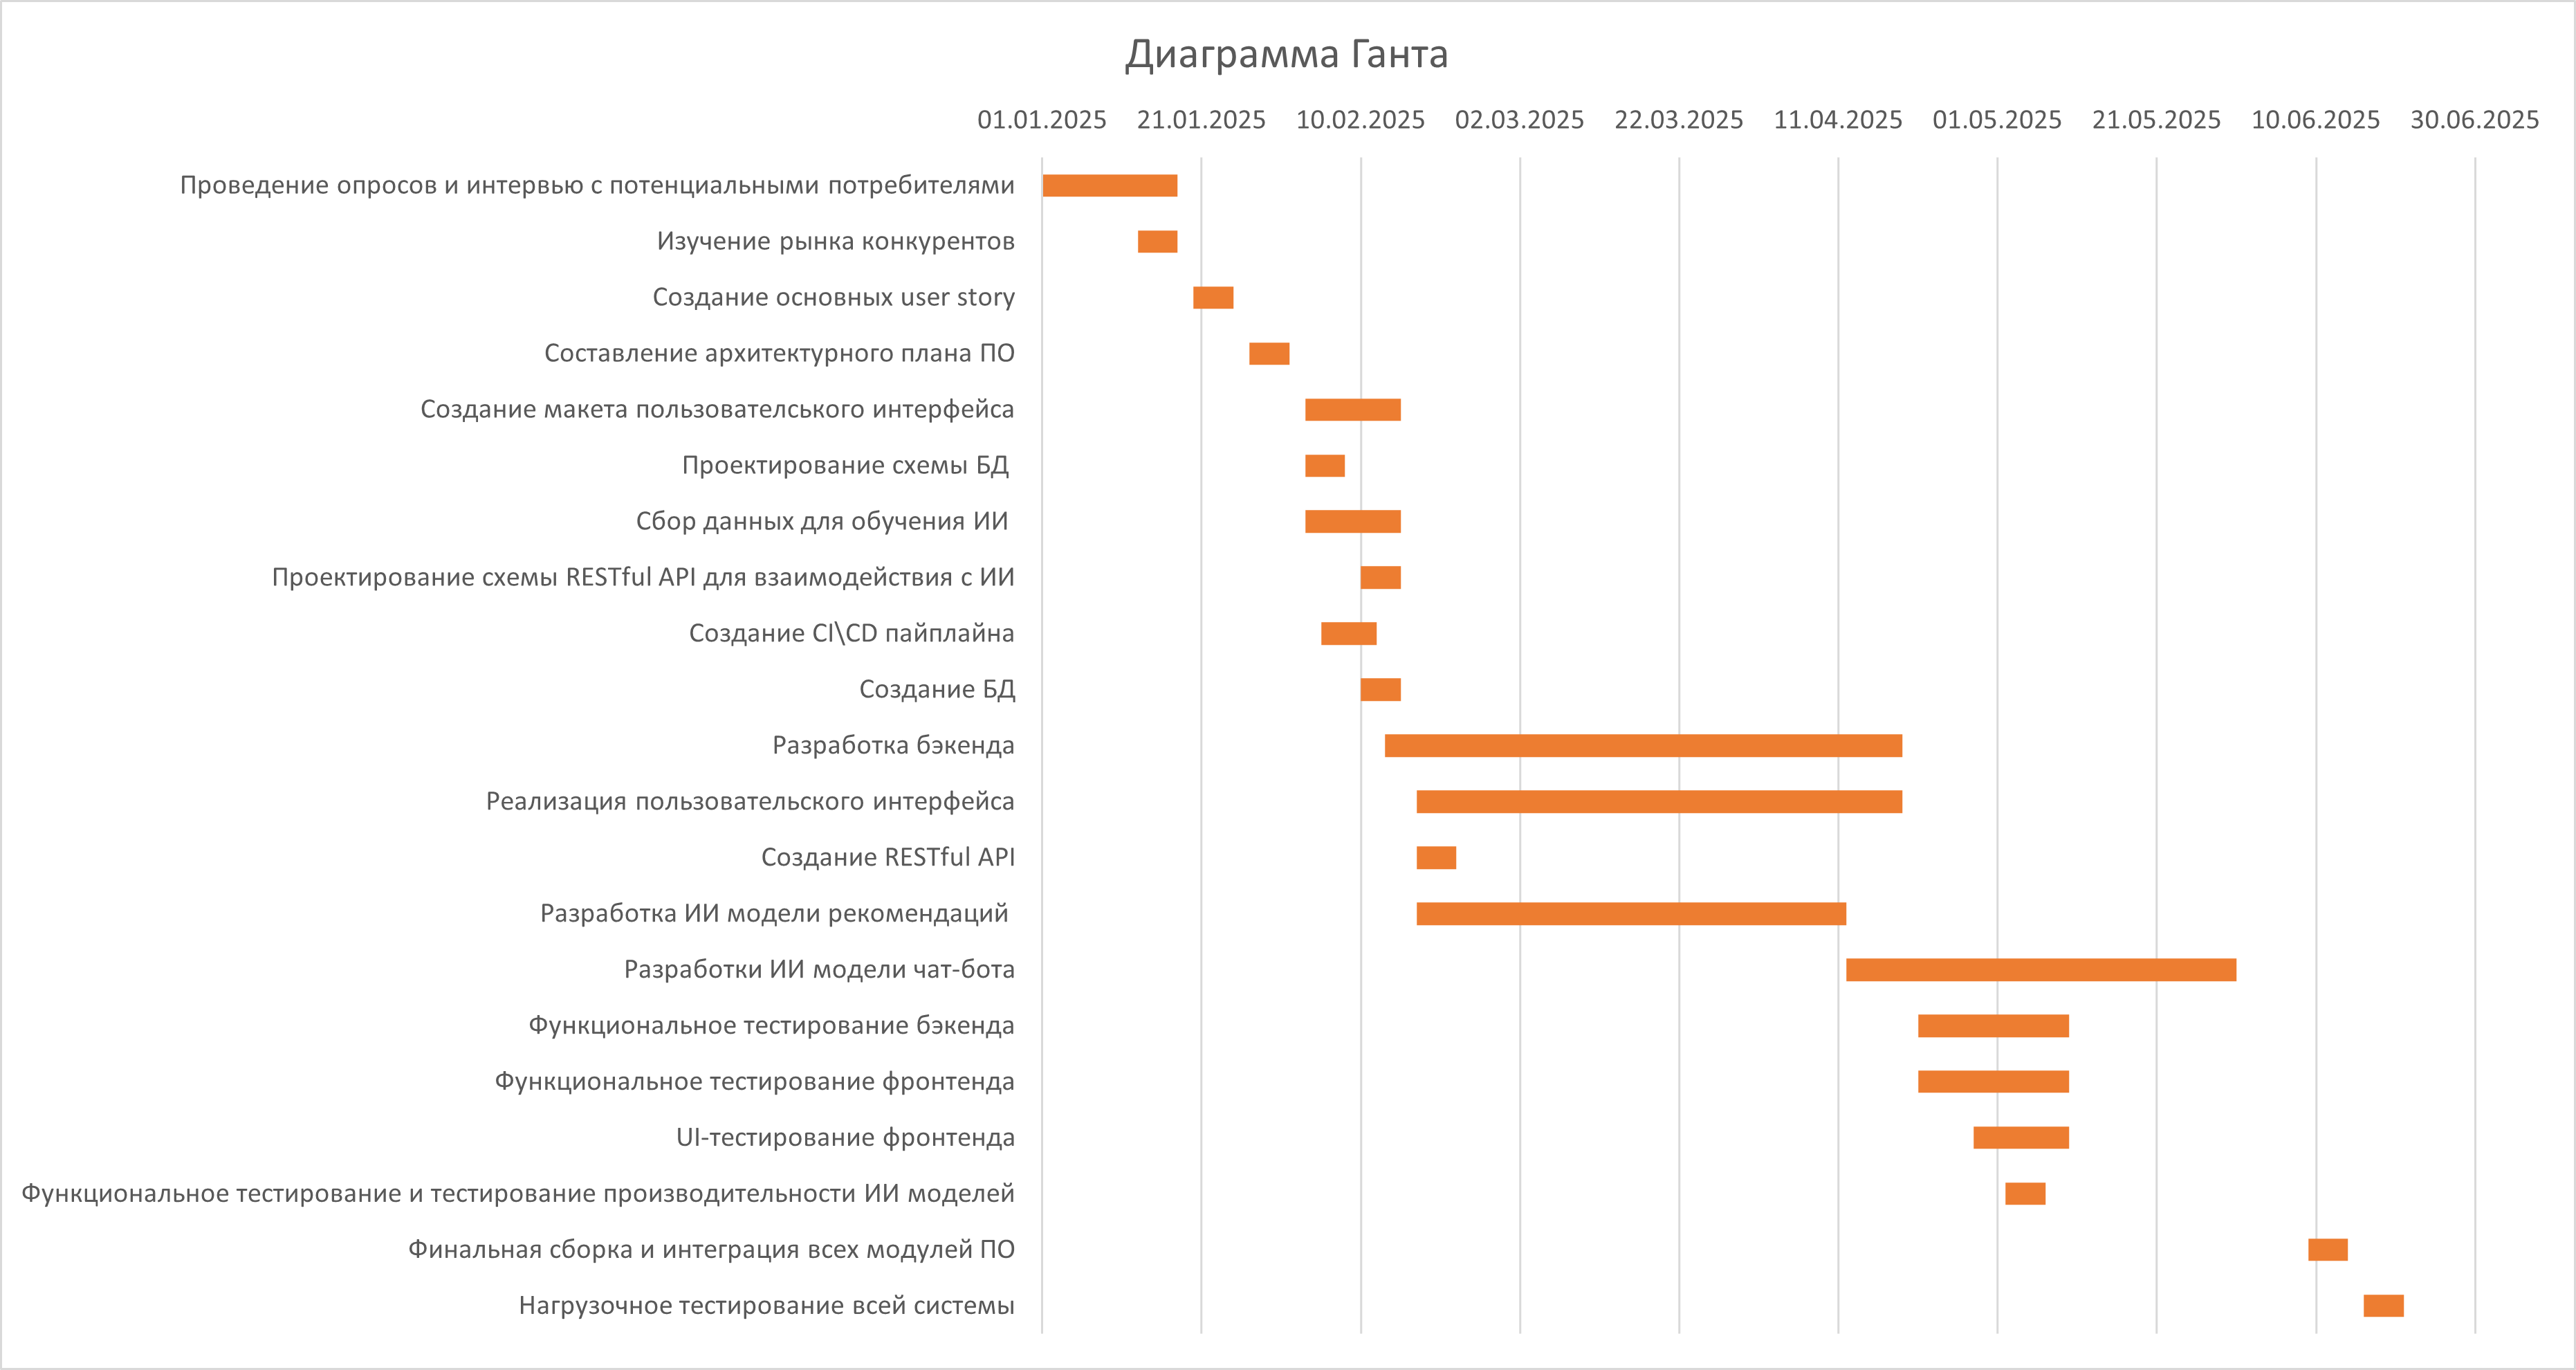 Диаграмма Ганта
01.01.2025 21.01.2025 10.02.2025 02.03.2025 22.03.2025 11.04.2025 01.05.2025 21.05.2025 10.06.2025 30.06.2025
Проведение опросов и интервью с потенциальными потребителями
Изучение рынка конкурентов
Создание основных user story
Составление архитектурного плана ПО
Создание макета пользователського интерфейса
Проектирование схемы БД
Сбор данных для обучения ИИ
Проектирование схемы RESTful API для взаимодействия с ИИ
Создание CI\CD пайплайна
Создание БД
Разработка бэкенда
Реализация пользовательского интерфейса
Создание RESTful API
Разработка ИИ модели рекомендаций
Разработки ИИ модели чат-бота
Функциональное тестирование бэкенда
Функциональное тестирование фронтенда
UI-тестирование фронтенда
Функциональное тестирование и тестирование производительности ИИ моделей
Финальная сборка и интеграция всех модулей ПО
Нагрузочное тестирование всей системы